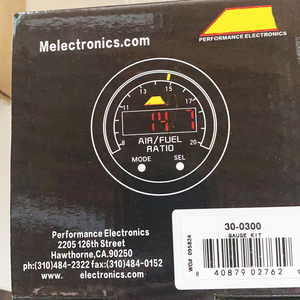 Melectronics.com
PERFORMANCE ELECTRONICS
13 15
11 17
14.7
8 20
AIR/FUEL
RATIO
MODE SEL
Performance Electronics
2205 126th Street
Hawthorne,CA.90250
ph:(310)484-2322 fax:(310)484-0152
electronics.com
WO# 095824
30-0300
GAUGE KIT
8 40879 02762 9